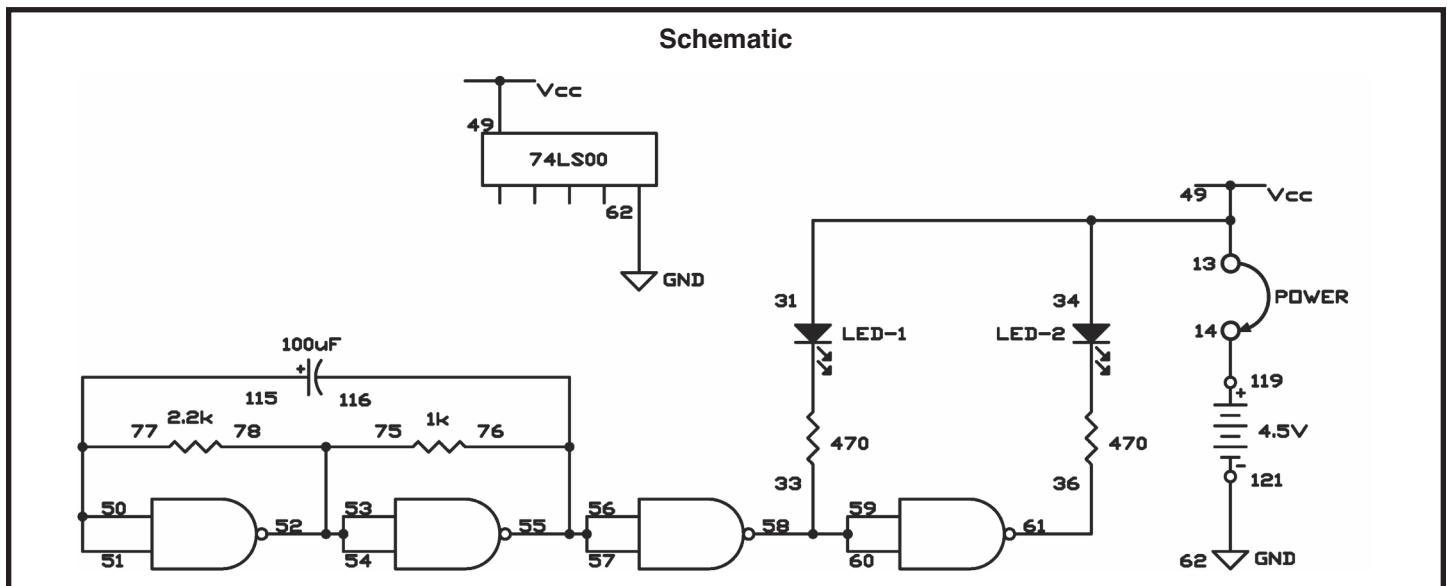 Schematic
Vcc
49
74LS00
62
GND
49
Vcc
13
POWER
14
31
LED-1
34
LED-2
100uF
+
115
116
119
+
4.5V
-
121
2.2k
77
78
1k
75
76
470
33
470
36
50
51
52
53
54
55
56
57
58
59
60
61
62
GND